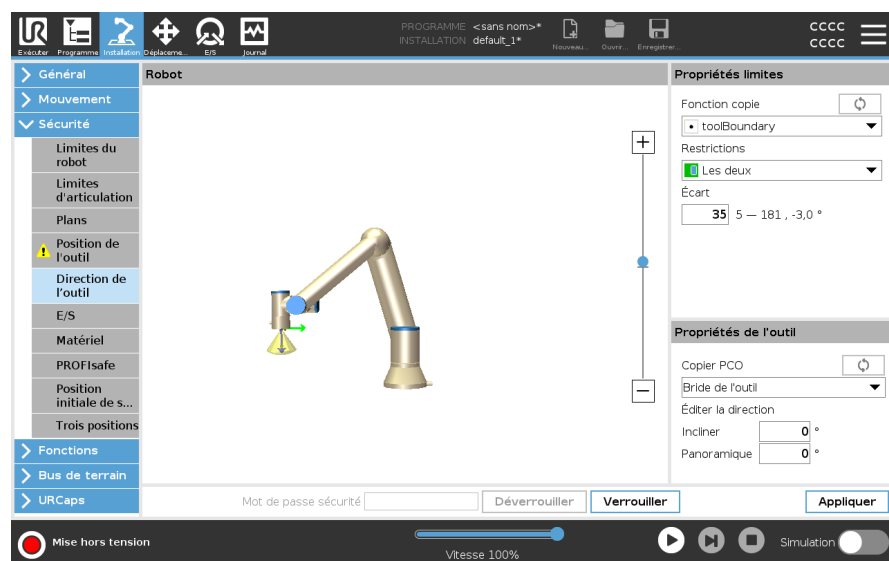 PROGRAMME <sans nom>*
INSTALLATION default_1*
Exécuter
Programme
Installation
Déplaceme...
E/S
Journal
Nouveau...
Ouvrir...
Enregistrer...
CCCC
CCCC
Général
Mouvement
Sécurité
Limites du
robot
Limites
d'articulation
Plans
Position de
l'outil
Direction de
l'outil
E/S
Matériel
PROFIsafe
Position
initiale de s...
Trois positions
Fonctions
Bus de terrain
URCaps
Robot
Mot de passe sécurité
Déverrouiller
Verrouiller
Propriétés limites
Fonction copie
toolBoundary
Restrictions
Les deux
Écart
35 5 — 181 , -3,0 °
Propriétés de l'outil
Copier PCO
Bride de l'outil
Éditer la direction
Incliner 0 °
Panoramique 0 °
Appliquer
Mise hors tension
Vitesse 100%
Simulation